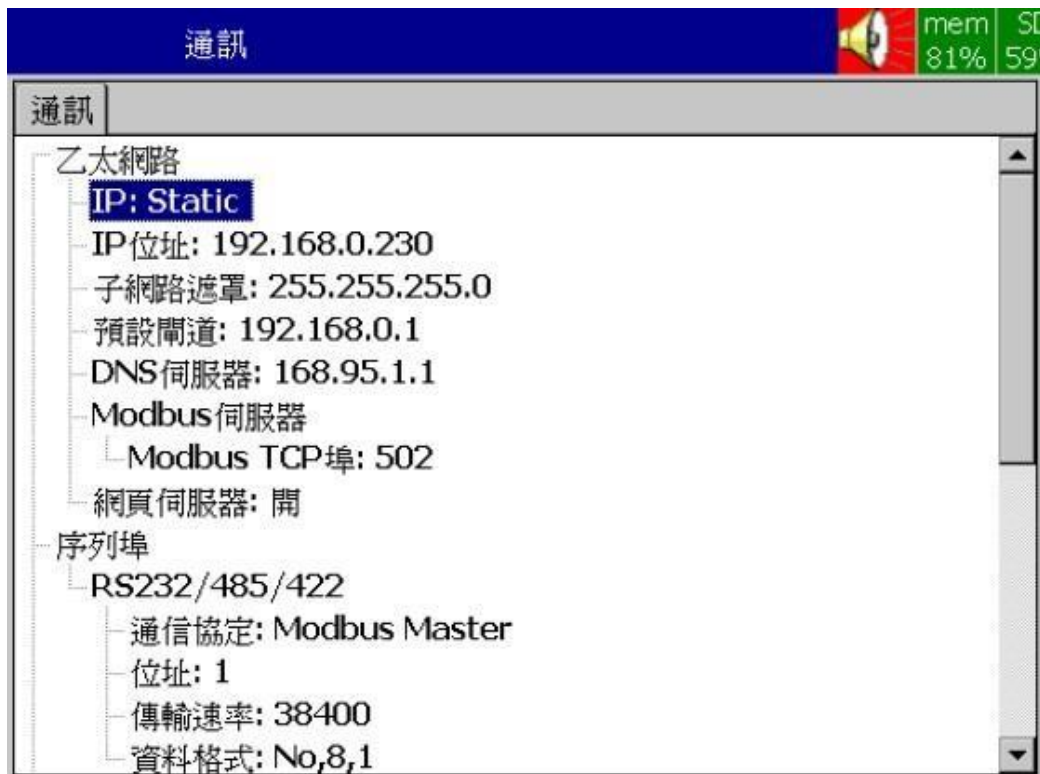 通訊
mem
81%
SD
59%
通訊
乙太網路
IP: Static
IP位址: 192.168.0.230
子網路遮罩: 255.255.255.0
預設閘道: 192.168.0.1
DNS伺服器: 168.95.1.1
Modbus伺服器
Modbus TCP埠: 502
網頁伺服器: 開
序列埠
RS232/485/422
通信協定: Modbus Master
位址: 1
傳輸速率: 38400
資料格式: No,8,1